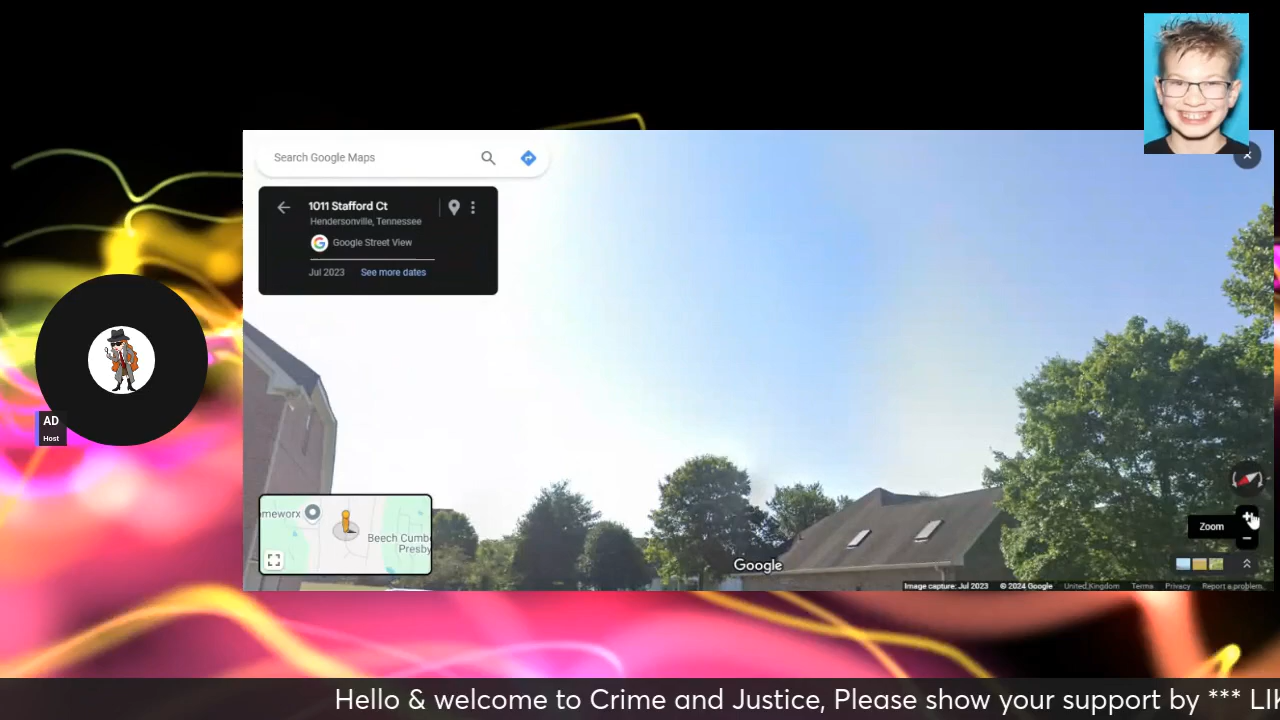 Search Google Maps
1011 Stafford Ct
Hendersonville, Tennessee
Google Street View
Jul 2023 See more dates
AD
Host
ameworx
Beech Cumb
Presby
Google
Zoom
Image capture: Jul 2023 © 2024 Google United Kingdom Terms Privacy Report a problem
Hello & welcome to Crime and Justice, Please show your support by *** LIK